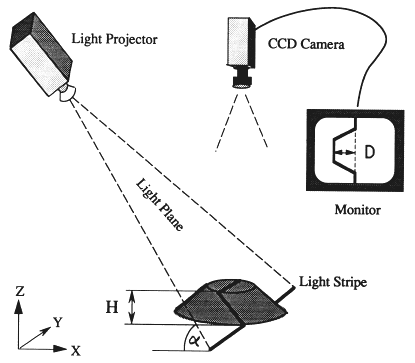 Light Projector
CCD Camera
D
Monitor
Light Plane
Light Stripe
H
α
Z
Y
X